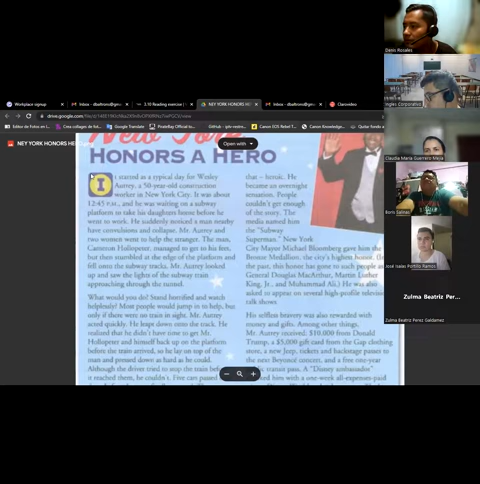 Workplace signup
3.10 Reading exercise
NEW YORK HONORS HE
Classvideo
drive.google.com
Google Translate
NEY YORK HONORS HE
Open with
New York
HONORS A HERO
It started as a typical day for Wesley
Autrey, a 50-year-old construction
worker in New York City. It was about
12:45 P.M., and he was waiting on a subway
platform to take his daughters home before
he went to work. He suddenly noticed a man nearby
have convulsions and collapse. Mr. Autrey and
two women went to help the stranger. The man,
Cameron Hollopeter, managed to get to his feet,
but then stumbled at the edge of the platform and
fell onto the subway tracks. Mr. Autrey looked
up and saw the lights of the subway train
approaching through the tunnel.
What would you do? Stand horrified and watch
helplessly? Most people would jump in to help, but
only if there were no train in sight. Mr. Autrey
acted quickly. He leapt down onto the track. He
realized that he didn't have time to get Mr.
Hollopeter and himself back up on the platform
before the train arrived, so he lay on top of the
man and pressed down as hard as he could.
Although the driver tried to stop the train before
it reached them, he couldn't. Five cars passed
that – heroic. He
became an overnight
sensation. People
couldn't get enough
of the story. The
media named him
the "Subway
Superman." New York
City Mayor Michael Bloomberg gave him the
Bronze Medallion, the city's highest honor. (In
the past, this honor has gone to such people as
General Douglas MacArthur, Martin Luther
King, Jr., and Muhammad Ali.) He was also
asked to appear on several high-profile television
talk shows
His selfless bravery was also rewarded with
money and gifts. Among other things,
Mr. Autrey received: $10,000 from Donald
Trump, a $5,000 gift card from the Gap clothing
store, a new Jeep, tickets and backstage passes to
the next Beyoncé concert, and a free one-year
transit pass. A "Disney ambassador"
him with a one-week all-expenses-paid
Danis Rosales
Ingles Corporativo
Claudia Maria Guerrero Meya
Boris Salinas
José Isaías Portillo Ramos
Zulma Beatriz Per...
Zulma Beatriz Perez Galdamez